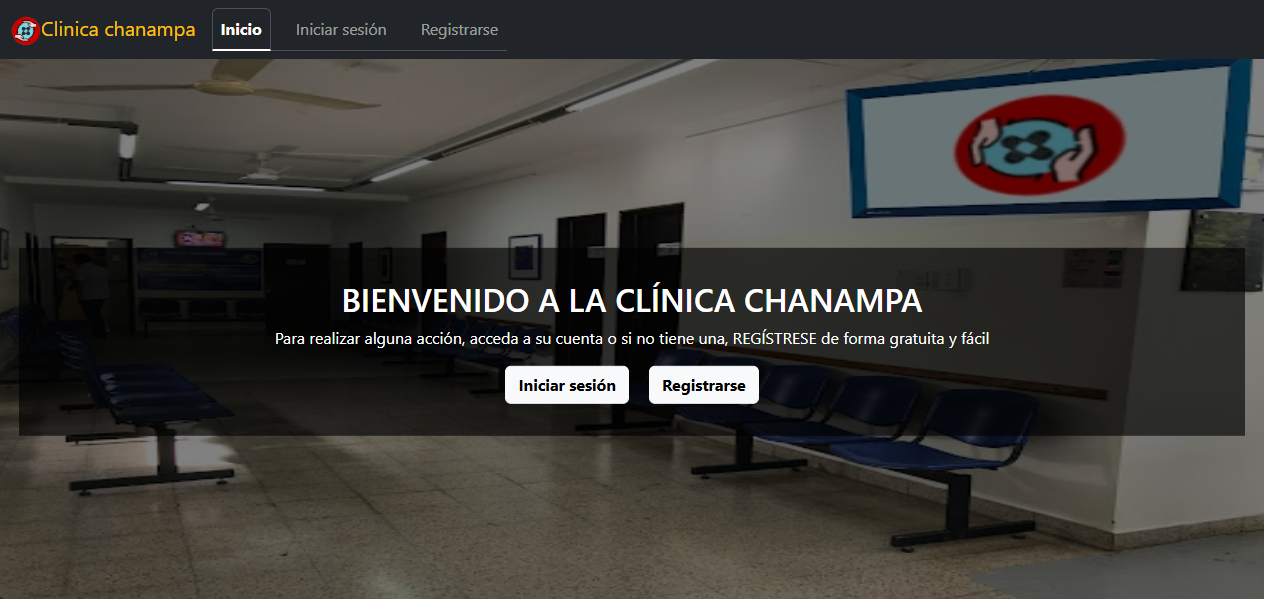 Clinica chanampa
Inicio
Iniciar sesión
Registrarse
BIENVENIDO A LA CLÍNICA CHANAMPA
Para realizar alguna acción, acceda a su cuenta o si no tiene una, REGÍSTRESE de forma gratuita y fácil
Iniciar sesión
Registrarse